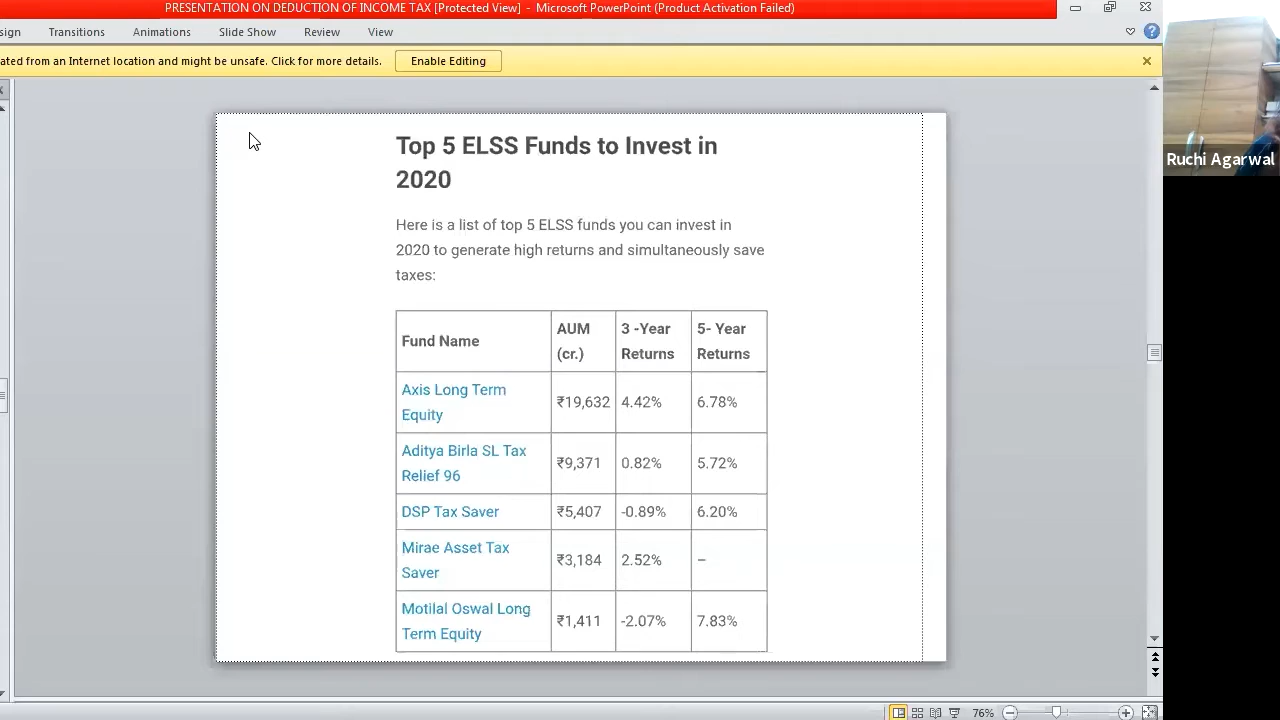 PRESENTATION ON DEDUCTION OF INCOME TAX [Protected View] - Microsoft PowerPoint (Product Activation Failed)
sign Transitions Animations Slide Show Review View
ated from an Internet location and might be unsafe. Click for more details. Enable Editing
Ruchi Agarwal
Top 5 ELSS Funds to Invest in
2020
Here is a list of top 5 ELSS funds you can invest in
2020 to generate high returns and simultaneously save
taxes:
Fund Name AUM (cr.) 3 -Year Returns 5- Year Returns
Axis Long Term Equity ₹19,632 4.42% 6.78%
Aditya Birla SL Tax Relief 96 ₹9,371 0.82% 5.72%
DSP Tax Saver ₹5,407 -0.89% 6.20%
Mirae Asset Tax Saver ₹3,184 2.52% –
Motilal Oswal Long Term Equity ₹1,411 -2.07% 7.83%
76%